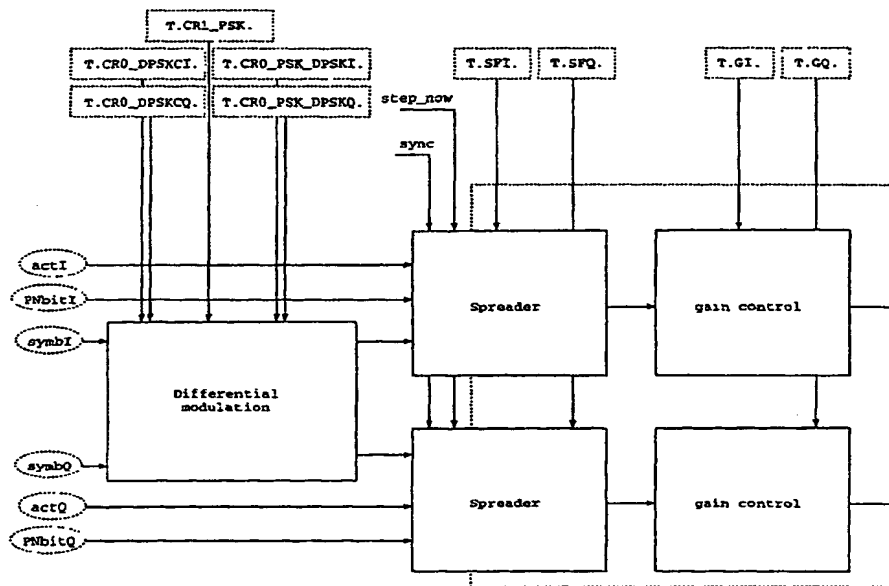 T.CR1_PSK.
T.CR0_DPSKCI. T.CR0_PSK_DPSKI. T.SFI. T.SFQ. T.GI. T.GQ.
T.CR0_DPSKCQ. T.CR0_PSK_DPSKQ.
step_now
sync
actI
PNbitI
Spreader gain control
symbI
Differential
modulation
symbQ
Spreader gain control
actQ
PNbitQ